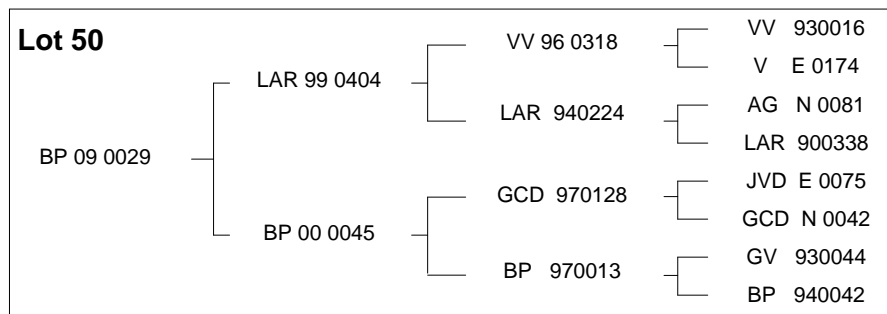 Lot 50
VV 930016
VV 96 0318
V E 0174
LAR 99 0404
AG N 0081
LAR 940224
LAR 900338
BP 09 0029
JVD E 0075
GCD 970128
GCD N 0042
BP 00 0045
GV 930044
BP 970013
BP 940042